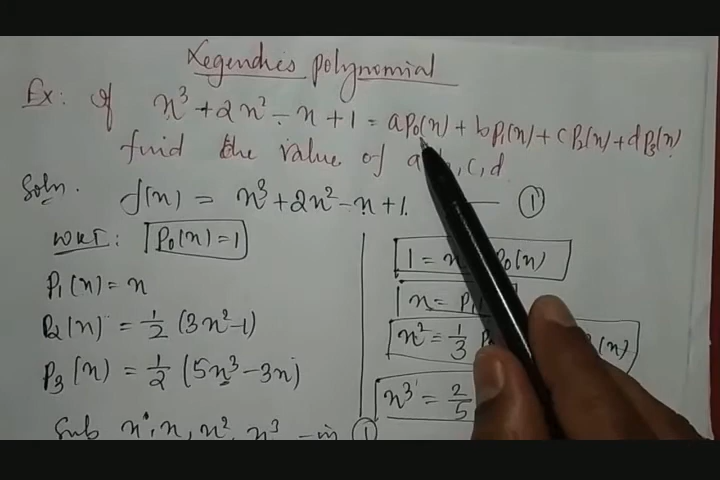 Legendres polynomial
Ex: If x³ + 2x² - x + 1 = aP₀(x) + bP₁(x) + cP₂(x) + dP₃(x)
find the value of a, c, d
Soln. f(x) = x³ + 2x² - x + 1. — ①
WKT: P₀(x) = 1
P₁(x) = x
P₂(x) = 1/2 (3x² - 1)
P₃(x) = 1/2 (5x³ - 3x)
1 = P₀(x)
x = P
x² = 1/3 P (x)
x³ = 2/5
Sub x⁰, x, x², x³ - in ①